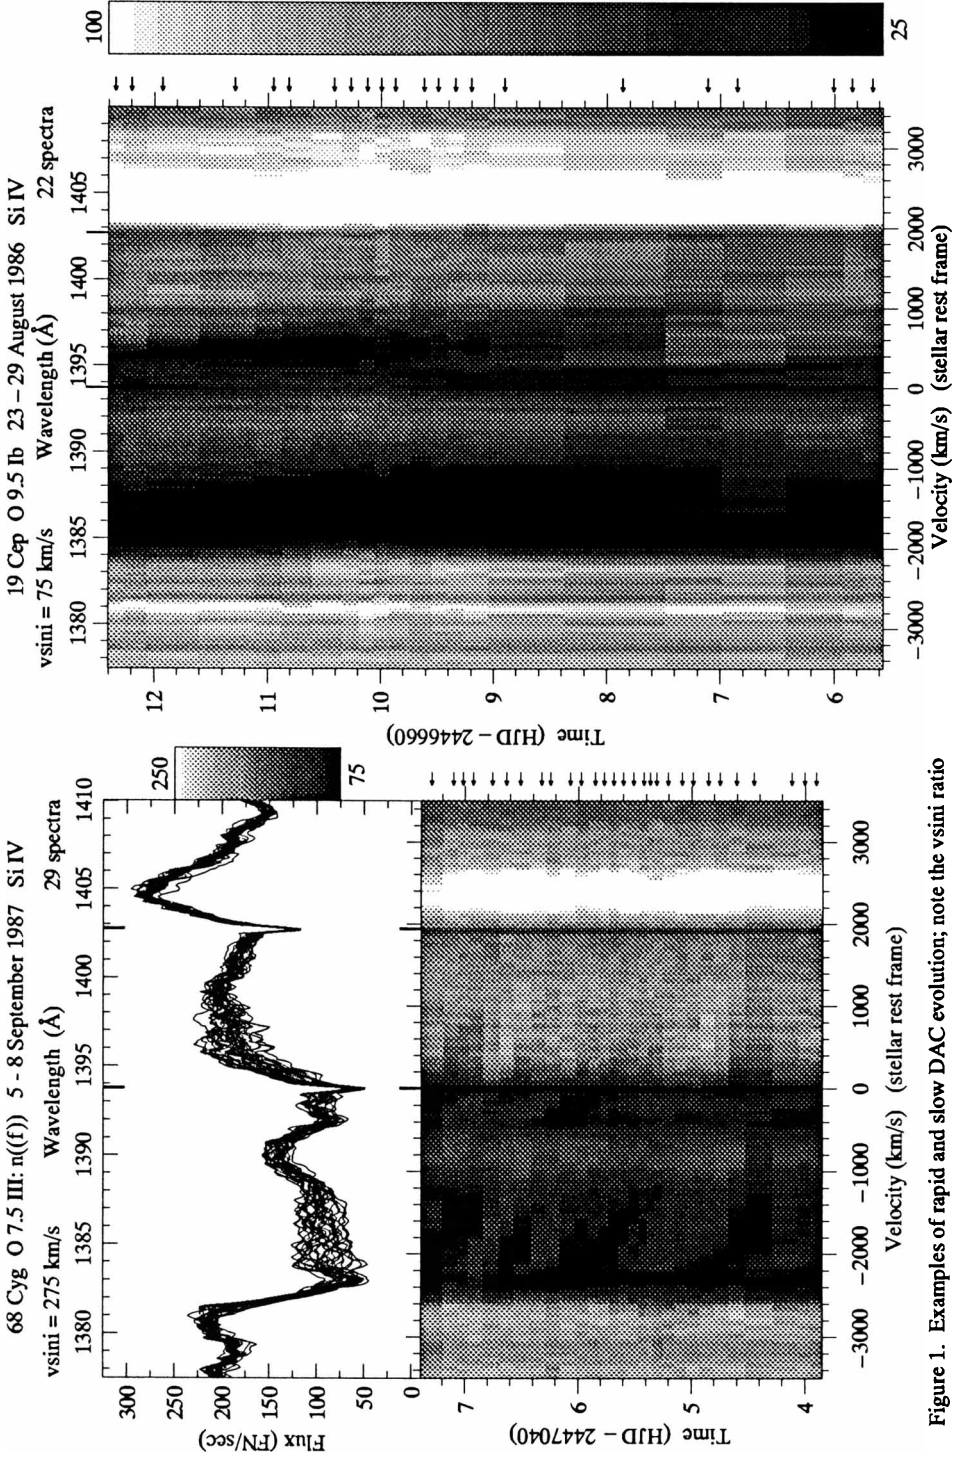 68 Cyg O 7.5 III: n((f)) 5 - 8 September 1987 Si IV
vsini = 275 km/s Wavelength (Å) 29 spectra
1380 1385 1390 1395 1400 1405 1410
250
75
300
250
200
150
100
50
0
Flux (FN/sec)
7
6
5
4
Time (HJD – 2447040)
−3000 −2000 −1000 0 1000 2000 3000
Velocity (km/s) (stellar rest frame)
19 Cep O 9.5 Ib 23 – 29 August 1986 Si IV
vsini = 75 km/s Wavelength (Å) 22 spectra
1380 1385 1390 1395 1400 1405
100
25
12
11
10
9
8
7
6
Time (HJD – 2446660)
−3000 −2000 −1000 0 1000 2000 3000
Velocity (km/s) (stellar rest frame)
Figure 1. Examples of rapid and slow DAC evolution; note the vsini ratio